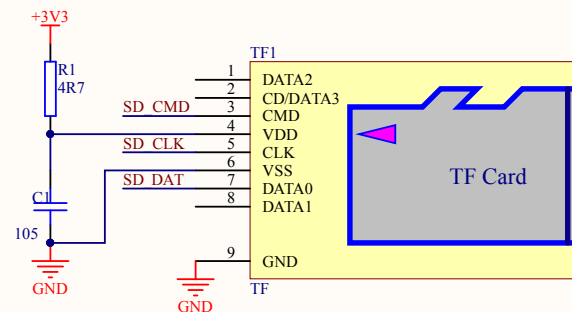 +3V3
R1
4R7
C1
105
GND
SD_CMD
SD_CLK
SD_DAT
TF1
1 DATA2
2 CD/DATA3
3 CMD
4 VDD
5 CLK
6 VSS
7 DATA0
8 DATA1
9 GND
GND
TF
TF Card